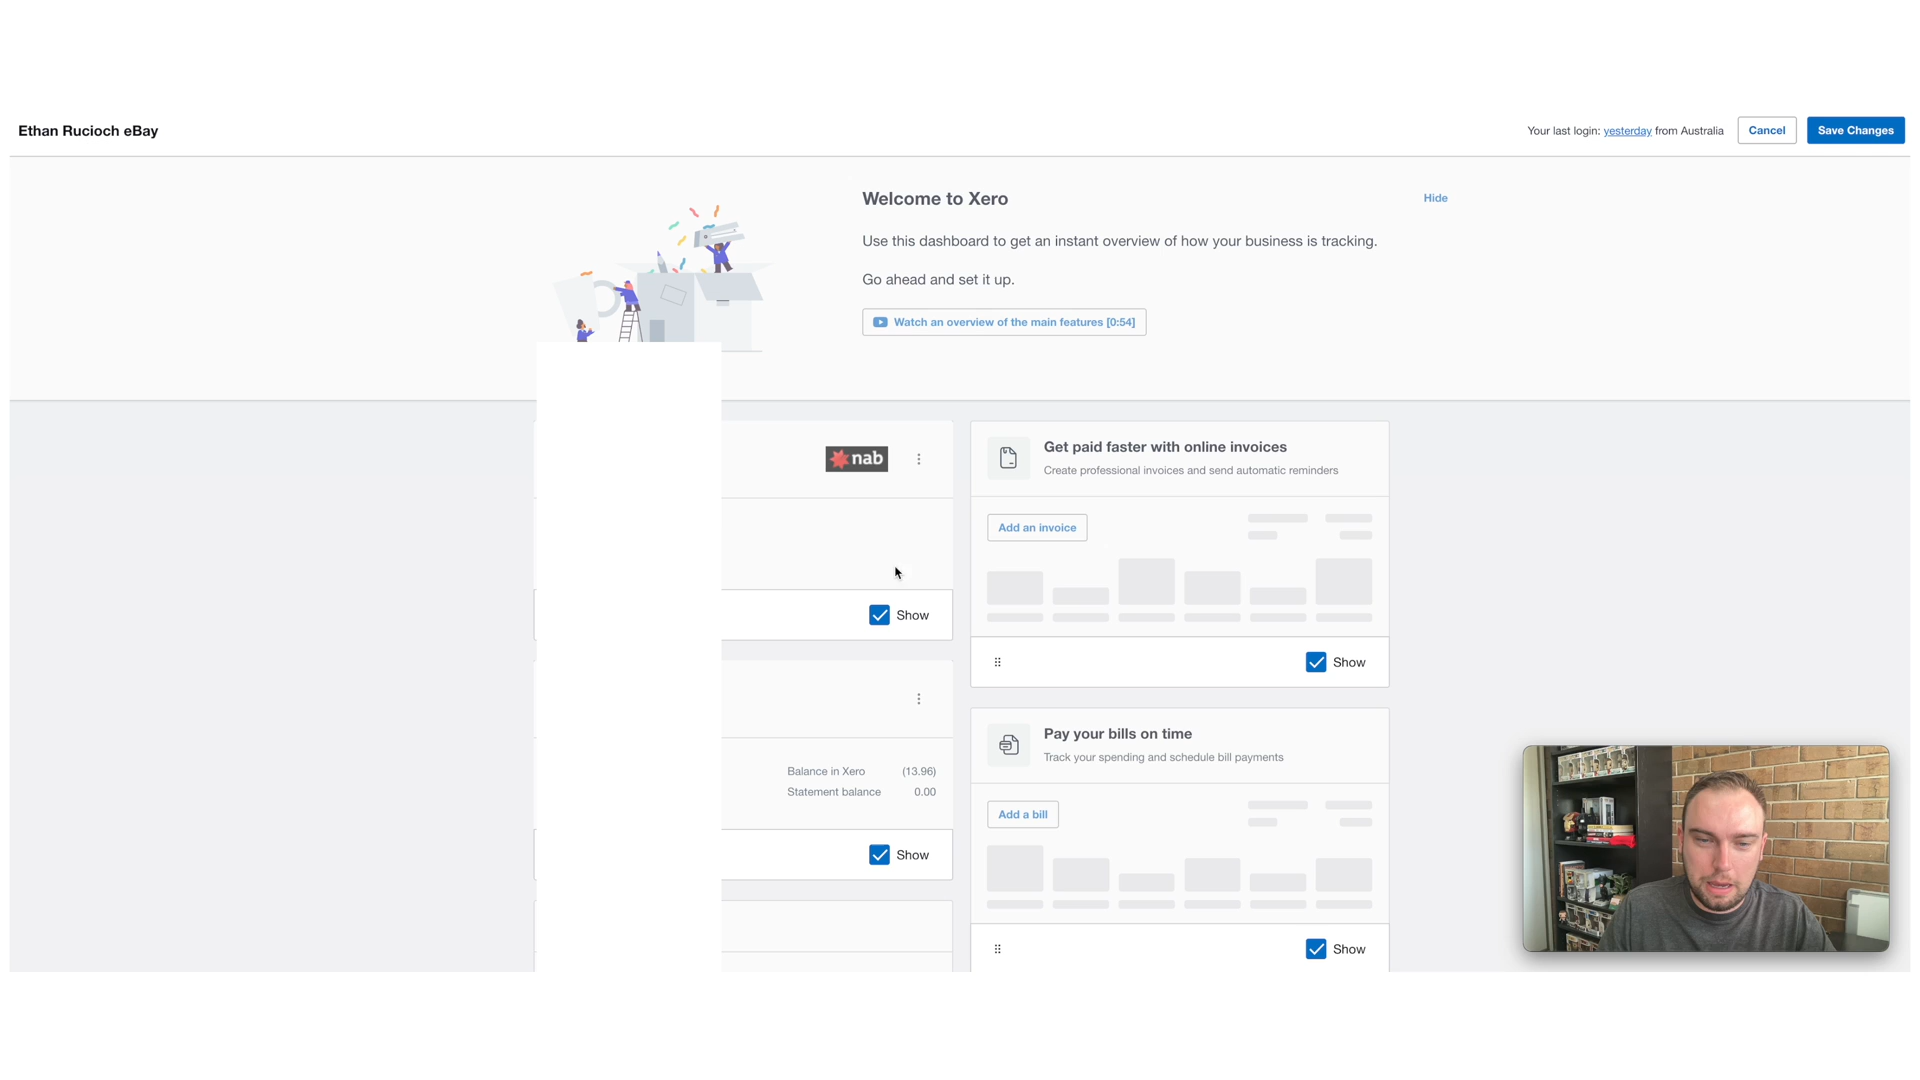 Ethan Rucioch eBay
Your last login: yesterday from Australia
Cancel
Save Changes
Welcome to Xero
Hide
Use this dashboard to get an instant overview of how your business is tracking.
Go ahead and set it up.
Watch an overview of the main features [0:54]
nab
Show
Balance in Xero (13.96)
Statement balance 0.00
Show
Get paid faster with online invoices
Create professional invoices and send automatic reminders
Add an invoice
Show
Pay your bills on time
Track your spending and schedule bill payments
Add a bill
Show